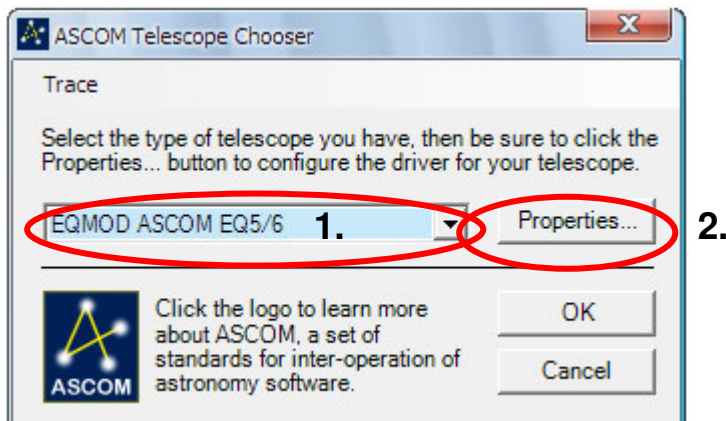 ASCOM Telescope Chooser
Trace
Select the type of telescope you have, then be sure to click the
Properties... button to configure the driver for your telescope.
EQMOD ASCOM EQ5/6 1.
Properties... 2.
Click the logo to learn more
about ASCOM, a set of
standards for inter-operation of
astronomy software.
ASCOM
OK
Cancel